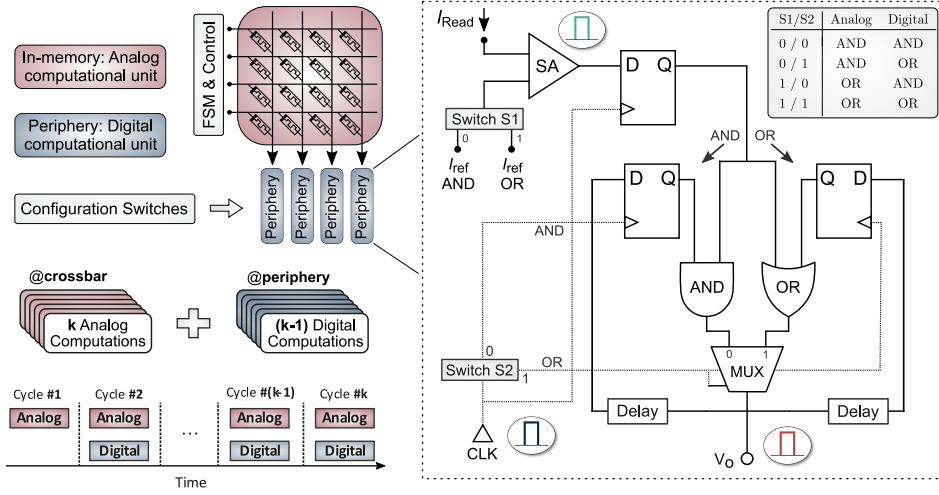 In-memory: Analog
computational unit
Periphery: Digital
computational unit
Configuration Switches
FSM & Control
Periphery
Periphery
Periphery
Periphery
@crossbar
k Analog
Computations
@periphery
(k-1) Digital
Computations
Cycle #1
Cycle #2
Cycle #(k-1)
Cycle #k
Analog
Analog
...
Analog
Analog
Digital
Digital
Digital
Time
I_Read
SA
Switch S1
0
1
I_ref
AND
I_ref
OR
D
Q
S1/S2 Analog Digital
0 / 0 AND AND
0 / 1 AND OR
1 / 0 OR AND
1 / 1 OR OR
AND
OR
D
Q
Q
D
AND
AND
OR
0
1
MUX
0
Switch S2
1
OR
Delay
Delay
CLK
V_o